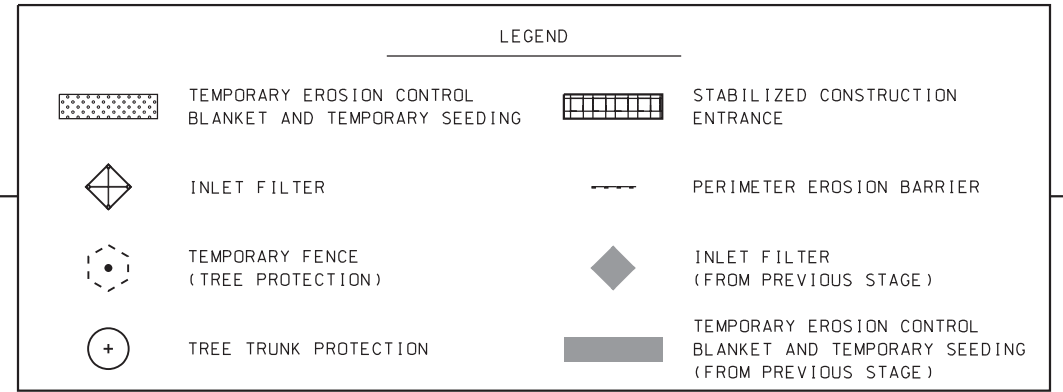 LEGEND
TEMPORARY EROSION CONTROL
BLANKET AND TEMPORARY SEEDING
INLET FILTER
TEMPORARY FENCE
(TREE PROTECTION)
TREE TRUNK PROTECTION
STABILIZED CONSTRUCTION
ENTRANCE
PERIMETER EROSION BARRIER
INLET FILTER
(FROM PREVIOUS STAGE)
TEMPORARY EROSION CONTROL
BLANKET AND TEMPORARY SEEDING
(FROM PREVIOUS STAGE)